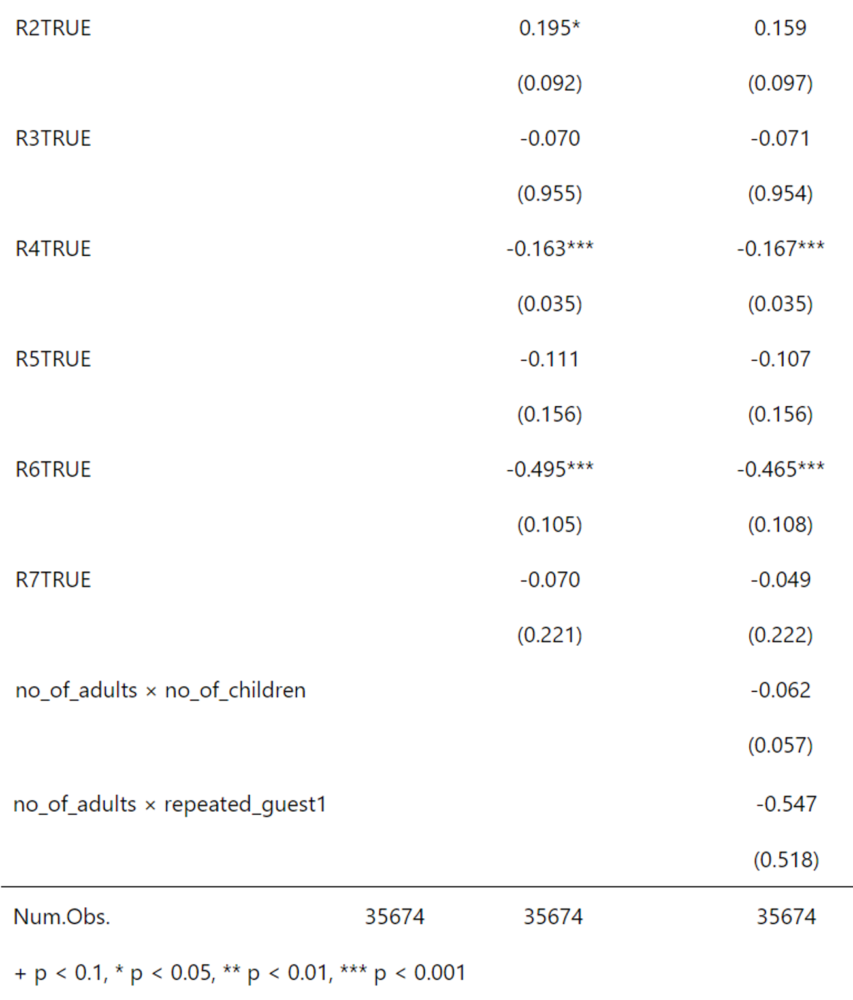 R2TRUE 0.195* 0.159
(0.092) (0.097)
R3TRUE -0.070 -0.071
(0.955) (0.954)
R4TRUE -0.163*** -0.167***
(0.035) (0.035)
R5TRUE -0.111 -0.107
(0.156) (0.156)
R6TRUE -0.495*** -0.465***
(0.105) (0.108)
R7TRUE -0.070 -0.049
(0.221) (0.222)
no_of_adults × no_of_children -0.062
(0.057)
no_of_adults × repeated_guest1 -0.547
(0.518)
Num.Obs. 35674 35674 35674
+ p < 0.1, * p < 0.05, ** p < 0.01, *** p < 0.001